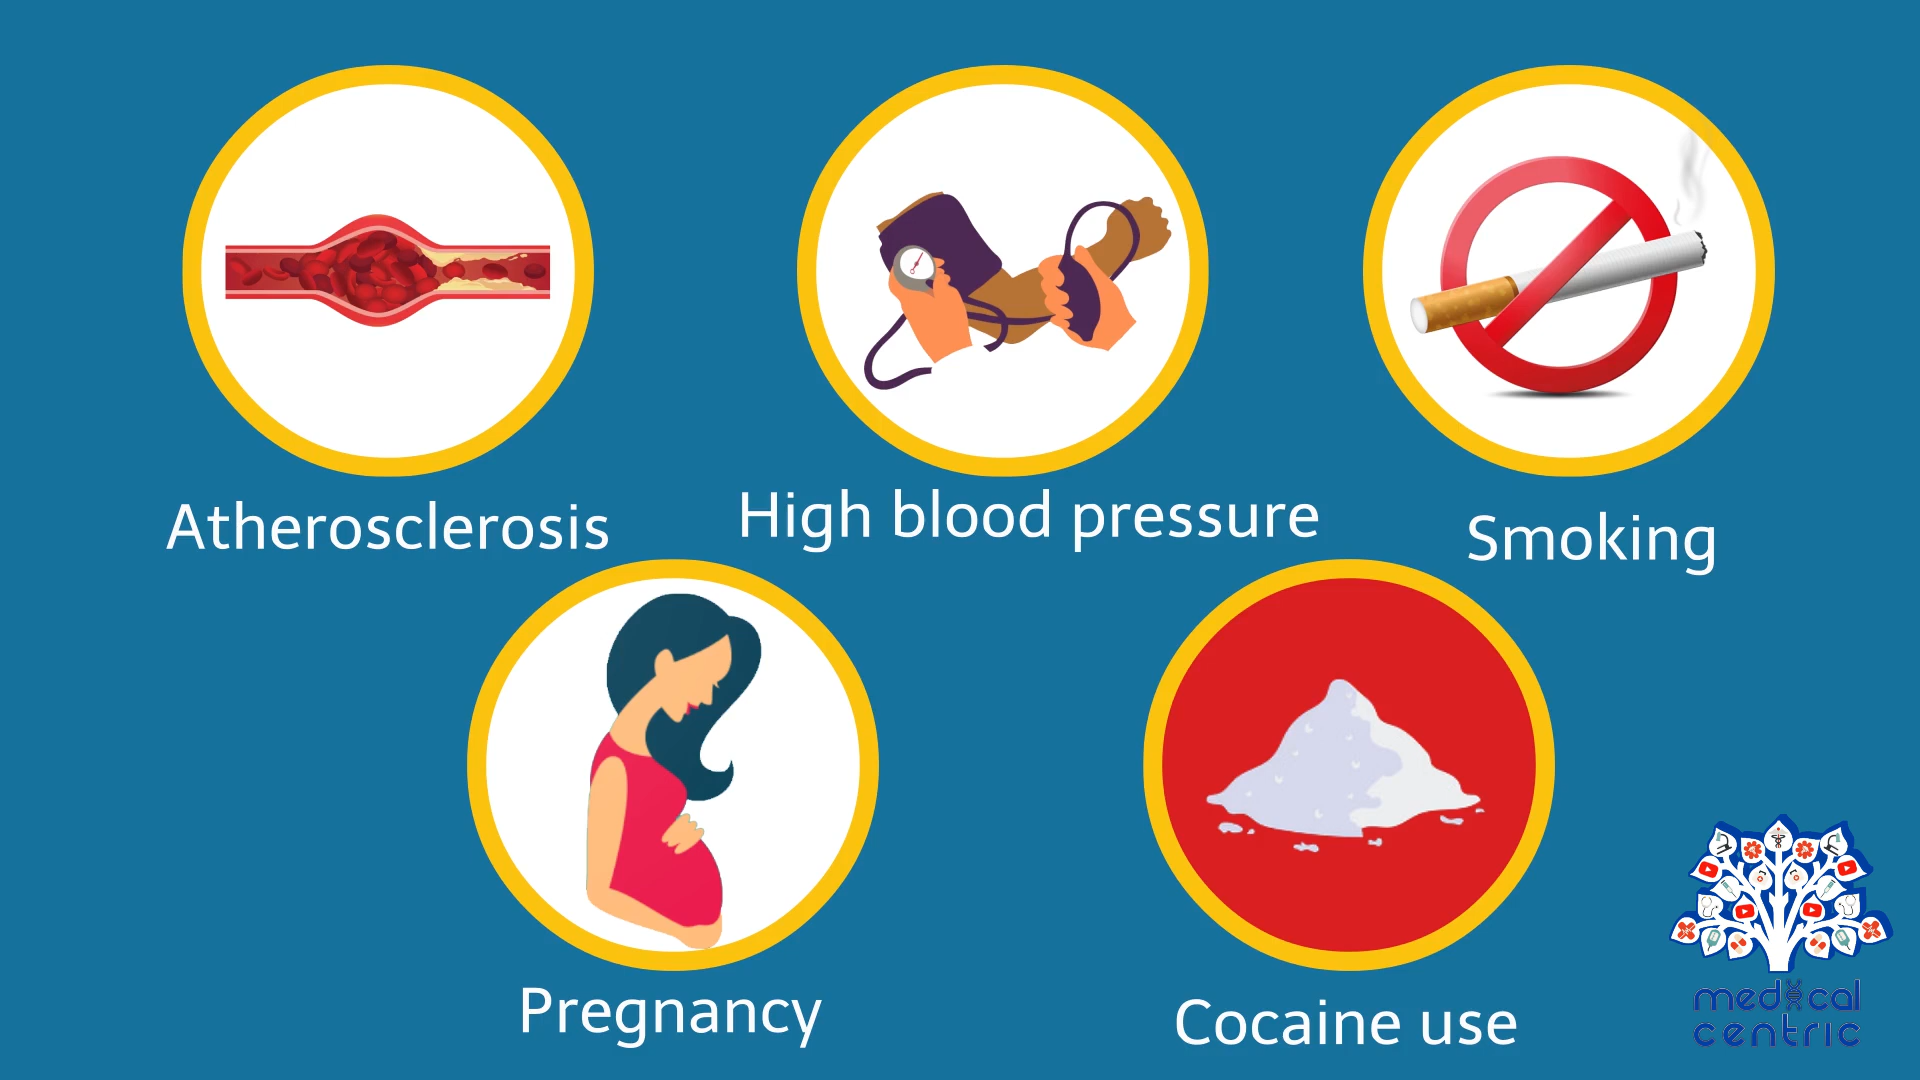 Atherosclerosis
High blood pressure
Smoking
Pregnancy
Cocaine use
medical
centric